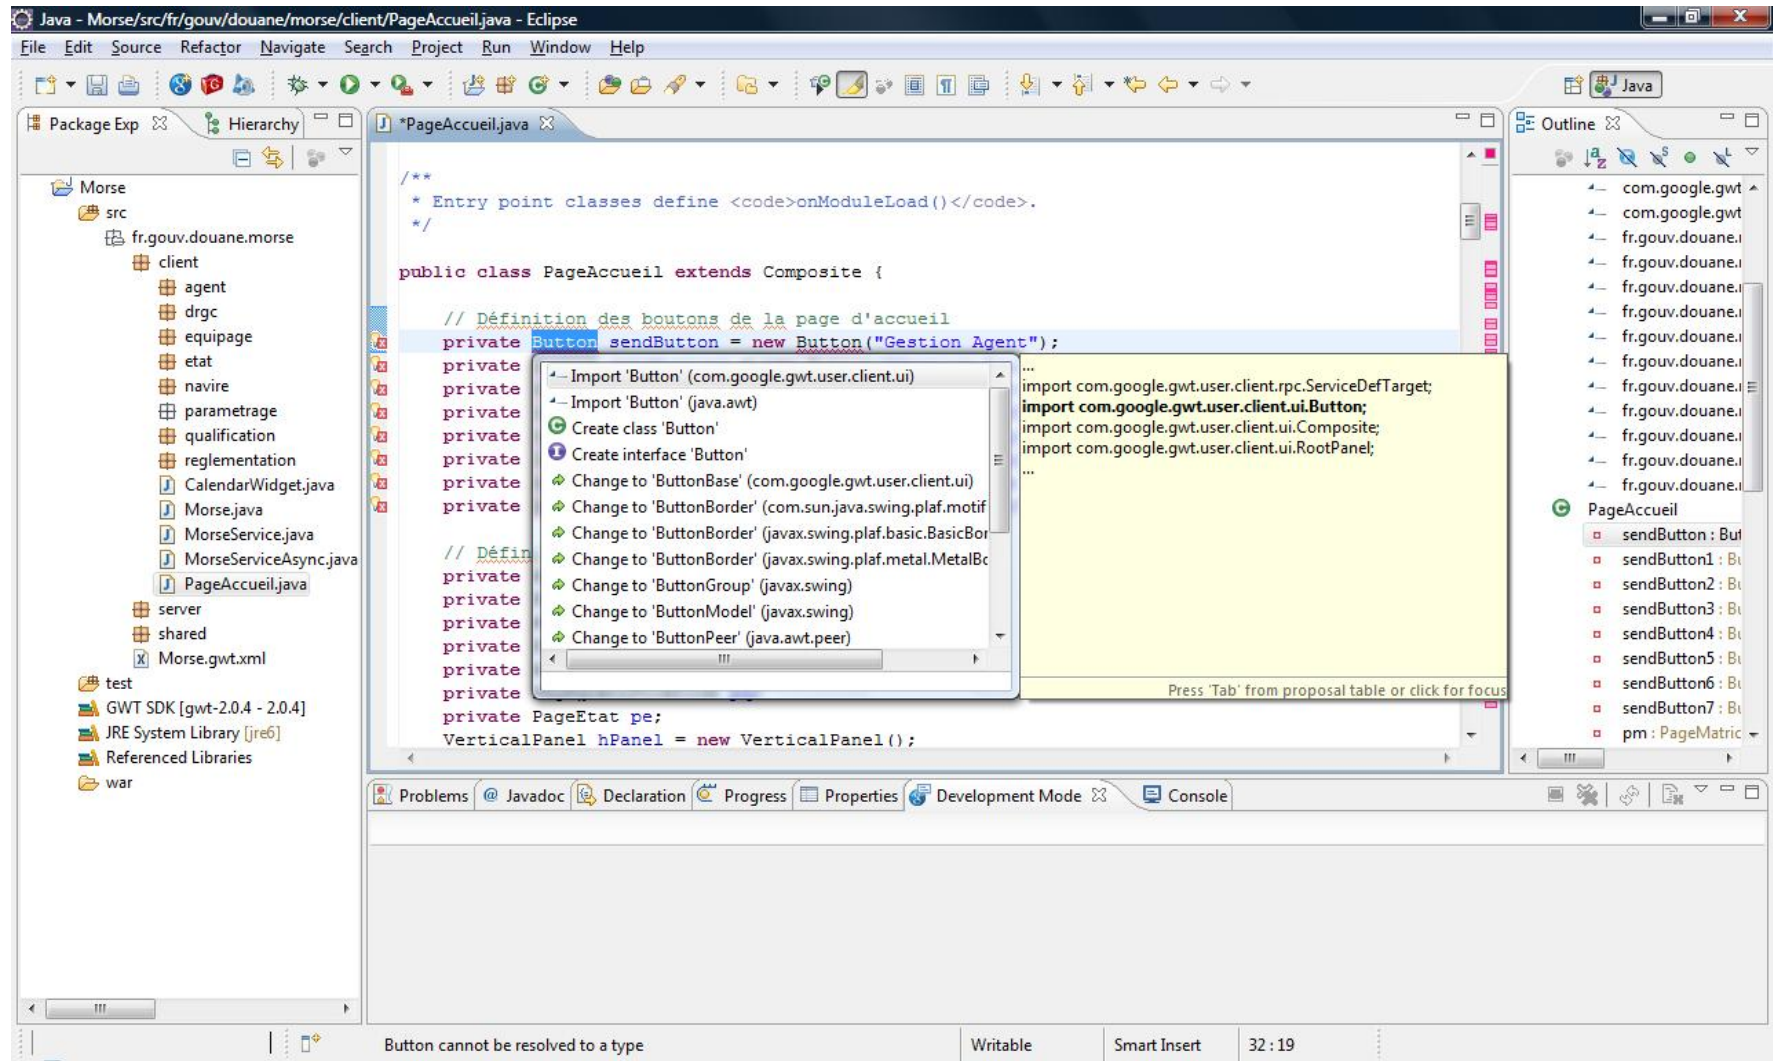 Java - Morse/src/fr/gouv/douane/morse/client/PageAccueil.java - Eclipse
File Edit Source Refactor Navigate Search Project Run Window Help
Java
Package Exp
Hierarchy
Morse
src
fr.gouv.douane.morse
client
agent
drgc
equipage
etat
navire
parametrage
qualification
reglementation
CalendarWidget.java
Morse.java
MorseService.java
MorseServiceAsync.java
PageAccueil.java
server
shared
Morse.gwt.xml
test
GWT SDK [gwt-2.0.4 - 2.0.4]
JRE System Library [jre6]
Referenced Libraries
war
*PageAccueil.java
/**
* Entry point classes define <code>onModuleLoad()</code>.
*/
public class PageAccueil extends Composite {
// Définition des boutons de la page d'accueil
private Button sendButton = new Button("Gestion Agent");
private
private
private
private
private
private
private
// Défin
private
private
private
private
private
private
private PageEtat pe;
VerticalPanel hPanel = new VerticalPanel();
Import 'Button' (com.google.gwt.user.client.ui)
Import 'Button' (java.awt)
Create class 'Button'
Create interface 'Button'
Change to 'ButtonBase' (com.google.gwt.user.client.ui)
Change to 'ButtonBorder' (com.sun.java.swing.plaf.motif
Change to 'ButtonBorder' (javax.swing.plaf.basic.BasicBor
Change to 'ButtonBorder' (javax.swing.plaf.metal.MetalBo
Change to 'ButtonGroup' (javax.swing)
Change to 'ButtonModel' (javax.swing)
Change to 'ButtonPeer' (java.awt.peer)
...
import com.google.gwt.user.client.rpc.ServiceDefTarget;
import com.google.gwt.user.client.ui.Button;
import com.google.gwt.user.client.ui.Composite;
import com.google.gwt.user.client.ui.RootPanel;
...
Press 'Tab' from proposal table or click for focus
Outline
com.google.gwt
com.google.gwt
fr.gouv.douane.
fr.gouv.douane.
fr.gouv.douane.
fr.gouv.douane.
fr.gouv.douane.
fr.gouv.douane.
fr.gouv.douane.
fr.gouv.douane.
fr.gouv.douane.
fr.gouv.douane.
fr.gouv.douane.
PageAccueil
sendButton : But
sendButton1 : Bu
sendButton2 : Bu
sendButton3 : Bu
sendButton4 : Bu
sendButton5 : Bu
sendButton6 : Bu
sendButton7 : Bu
pm : PageMatric
Problems @ Javadoc Declaration Progress Properties Development Mode Console
Button cannot be resolved to a type
Writable
Smart Insert
32 : 19